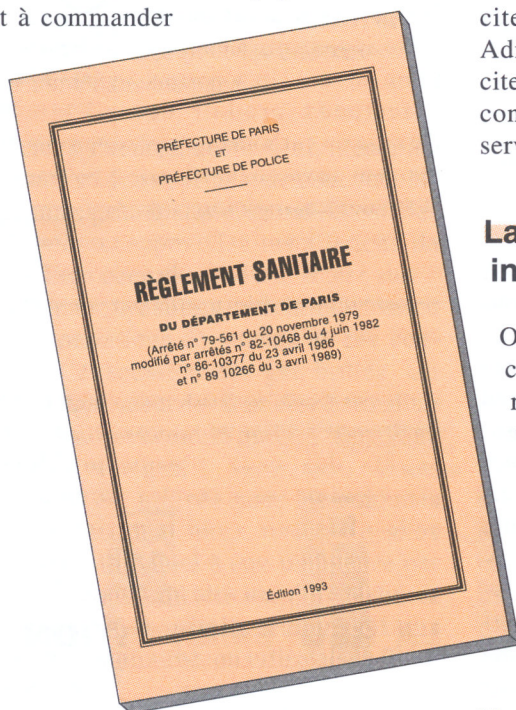 t à commander
PRÉFECTURE DE PARIS
ET
PRÉFECTURE DE POLICE
RÈGLEMENT SANITAIRE
DU DÉPARTEMENT DE PARIS
(Arrêté n° 79-561 du 20 novembre 1979
modifié par arrêtés n° 82-10468 du 4 juin 1982
n° 86-10377 du 23 avril 1986
et n° 89 10266 du 3 avril 1989)
Édition 1993
cite
Adi
cite
con
serv
La
in
O
c
r